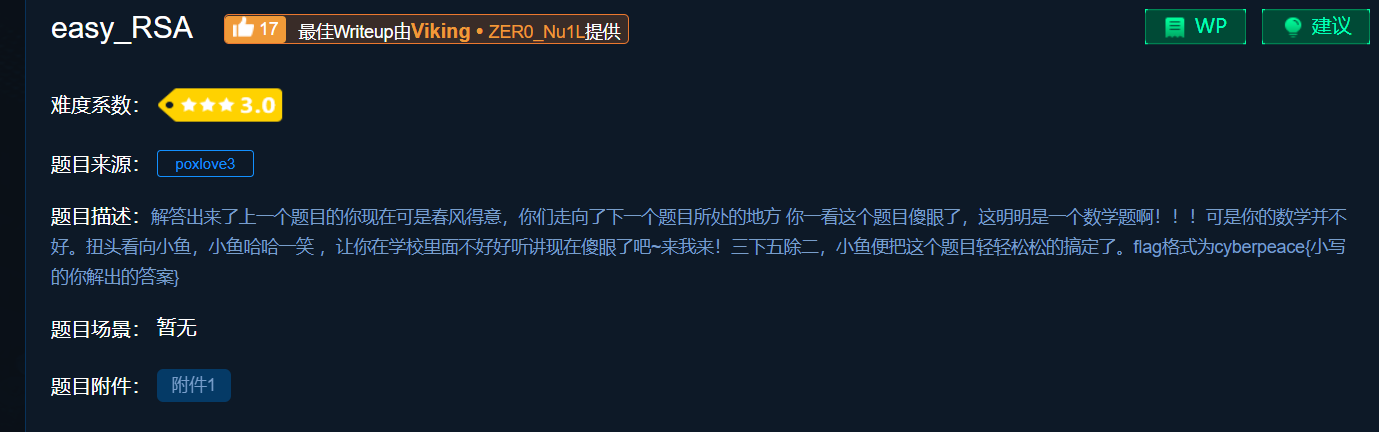 easy_RSA 17 最佳Writeup由Viking • ZER0_Nu1L提供 WP 建议
难度系数： 3.0
题目来源： poxlove3
题目描述：解答出来了上一个题目的你现在可是春风得意，你们走向了下一个题目所处的地方 你一看这个题目傻眼了，这明明是一个数学题啊！！！可是你的数学并不
好。扭头看向小鱼，小鱼哈哈一笑 ，让你在学校里面不好好听讲现在傻眼了吧~来我来！三下五除二，小鱼便把这个题目轻轻松松的搞定了。flag格式为cyberpeace{小写
的你解出的答案}
题目场景： 暂无
题目附件： 附件1